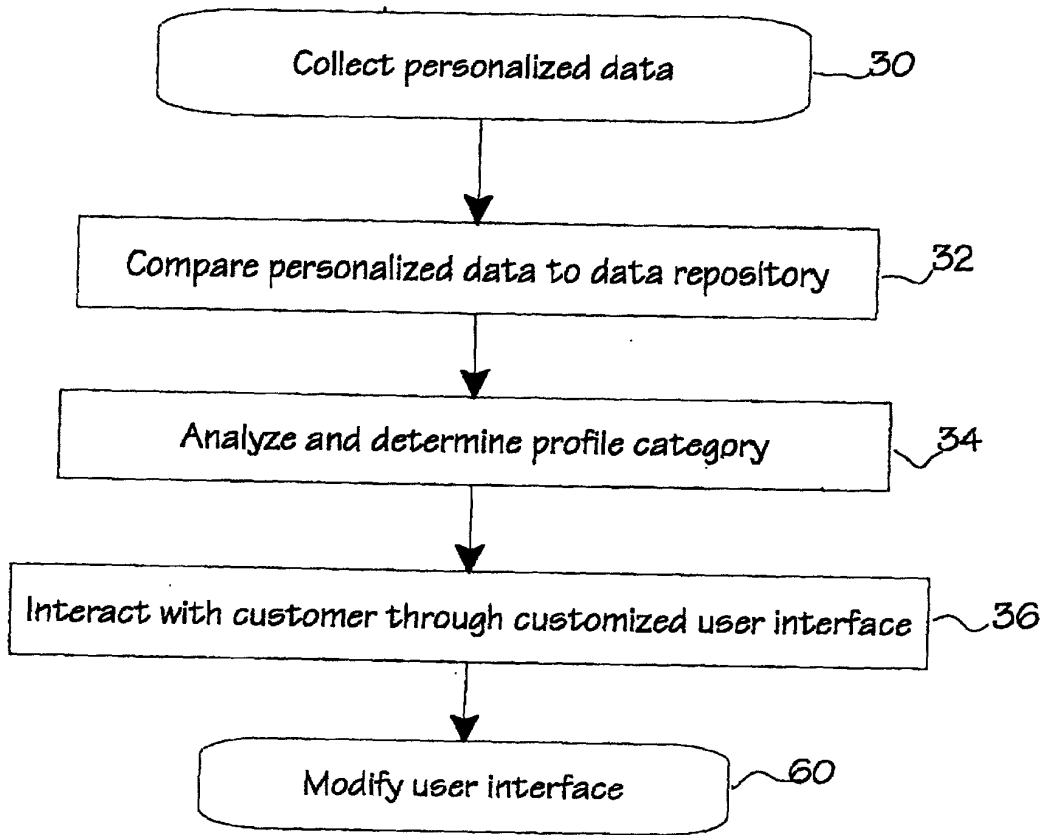 Collect personalized data
30
Compare personalized data to data repository
32
Analyze and determine profile category
34
Interact with customer through customized user interface
36
Modify user interface
60